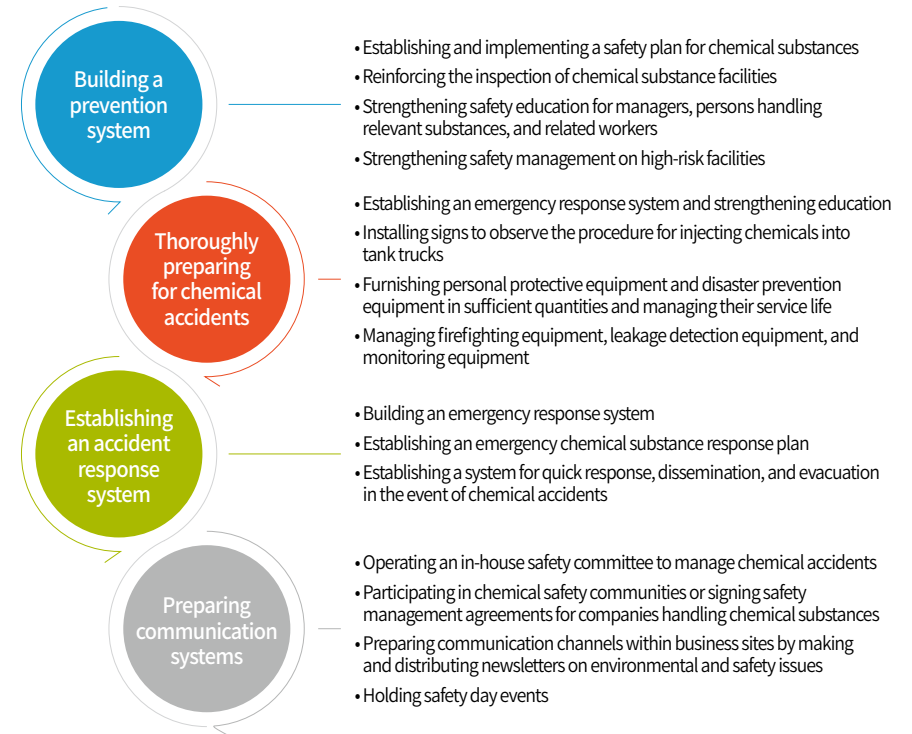 Building a
prevention
system
• Establishing and implementing a safety plan for chemical substances
• Reinforcing the inspection of chemical substance facilities
• Strengthening safety education for managers, persons handling
relevant substances, and related workers
• Strengthening safety management on high-risk facilities
Thoroughly
preparing
for chemical
accidents
• Establishing an emergency response system and strengthening education
• Installing signs to observe the procedure for injecting chemicals into
tank trucks
• Furnishing personal protective equipment and disaster prevention
equipment in sufficient quantities and managing their service life
• Managing firefighting equipment, leakage detection equipment, and
monitoring equipment
Establishing
an accident
response
system
• Building an emergency response system
• Establishing an emergency chemical substance response plan
• Establishing a system for quick response, dissemination, and evacuation
in the event of chemical accidents
Preparing
communication
systems
• Operating an in-house safety committee to manage chemical accidents
• Participating in chemical safety communities or signing safety
management agreements for companies handling chemical substances
• Preparing communication channels within business sites by making
and distributing newsletters on environmental and safety issues
• Holding safety day events